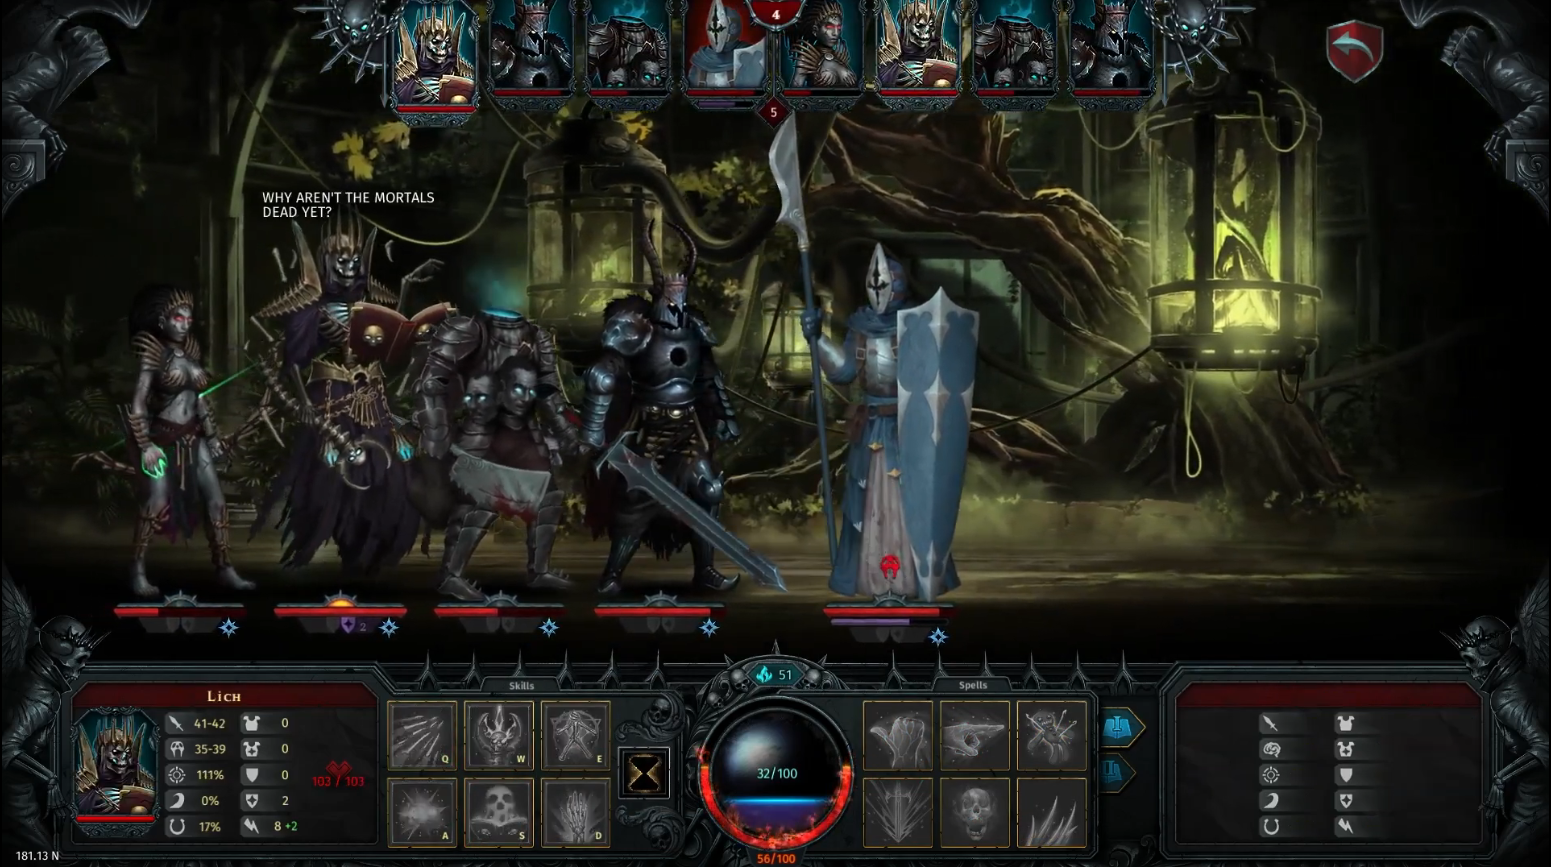 4
5
WHY AREN'T THE MORTALS
DEAD YET?
2
51
Lich
Skills
Spells
41-42 0
35-39 0
111% 0
0% 2
17% 8 +2
103 / 103
Q W E
A S D
32/100
56/100
181.13 N